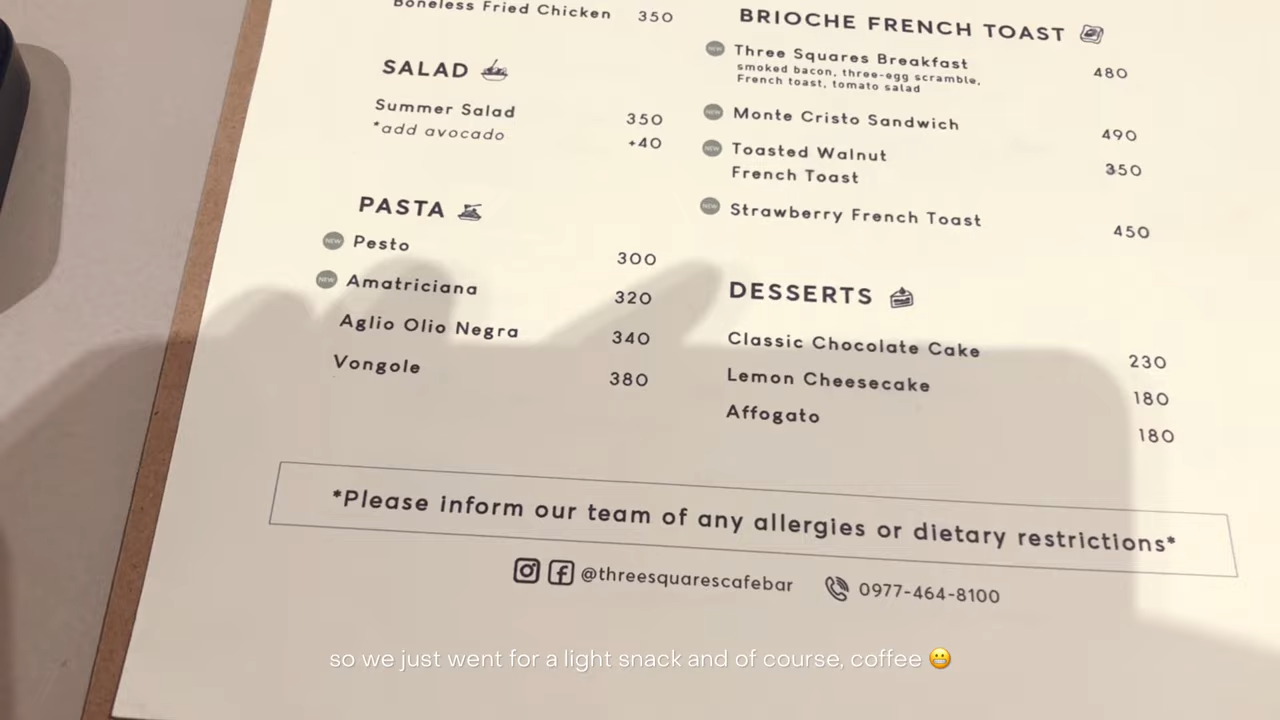 Boneless Fried Chicken 350
SALAD
Summer Salad 350
*add avocado +40
PASTA
NEW Pesto 300
NEW Amatriciana 320
Aglio Olio Negra 340
Vongole 380
BRIOCHE FRENCH TOAST
NEW Three Squares Breakfast 480
smoked bacon, three-egg scramble,
French toast, tomato salad
NEW Monte Cristo Sandwich 490
NEW Toasted Walnut 350
French Toast
NEW Strawberry French Toast 450
DESSERTS
Classic Chocolate Cake 230
Lemon Cheesecake 180
Affogato 180
*Please inform our team of any allergies or dietary restrictions*
@threesquarescafebar 0977-464-8100
so we just went for a light snack and of course, coffee 😬